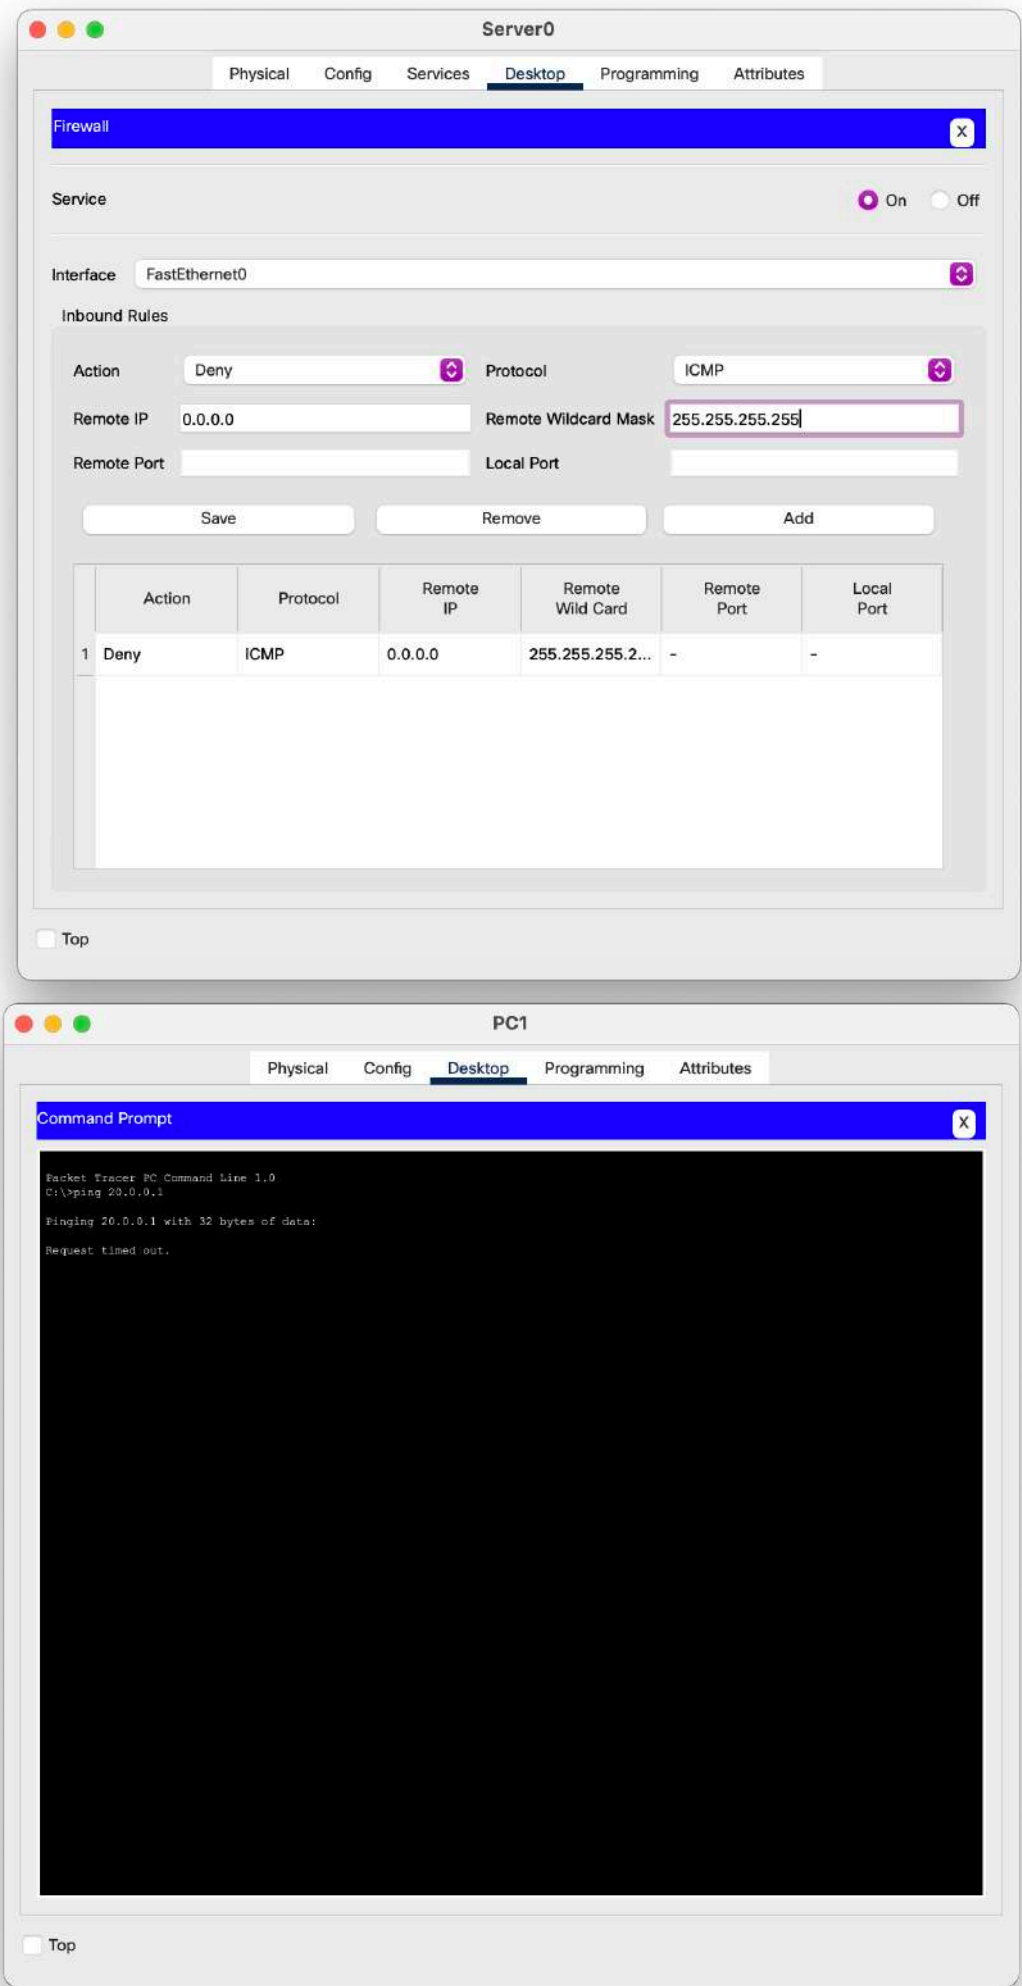 Server0
Physical Config Services Desktop Programming Attributes
Firewall X
Service On Off
Interface FastEthernet0
Inbound Rules
Action Deny Protocol ICMP
Remote IP 0.0.0.0 Remote Wildcard Mask 255.255.255.255
Remote Port Local Port
Save Remove Add
Action Protocol Remote IP Remote Wild Card Remote Port Local Port
1 Deny ICMP 0.0.0.0 255.255.255.2... - -
Top
PC1
Physical Config Desktop Programming Attributes
Command Prompt X
Packet Tracer PC Command Line 1.0
C:\>ping 20.0.0.1
Pinging 20.0.0.1 with 32 bytes of data:
Request timed out.
Top